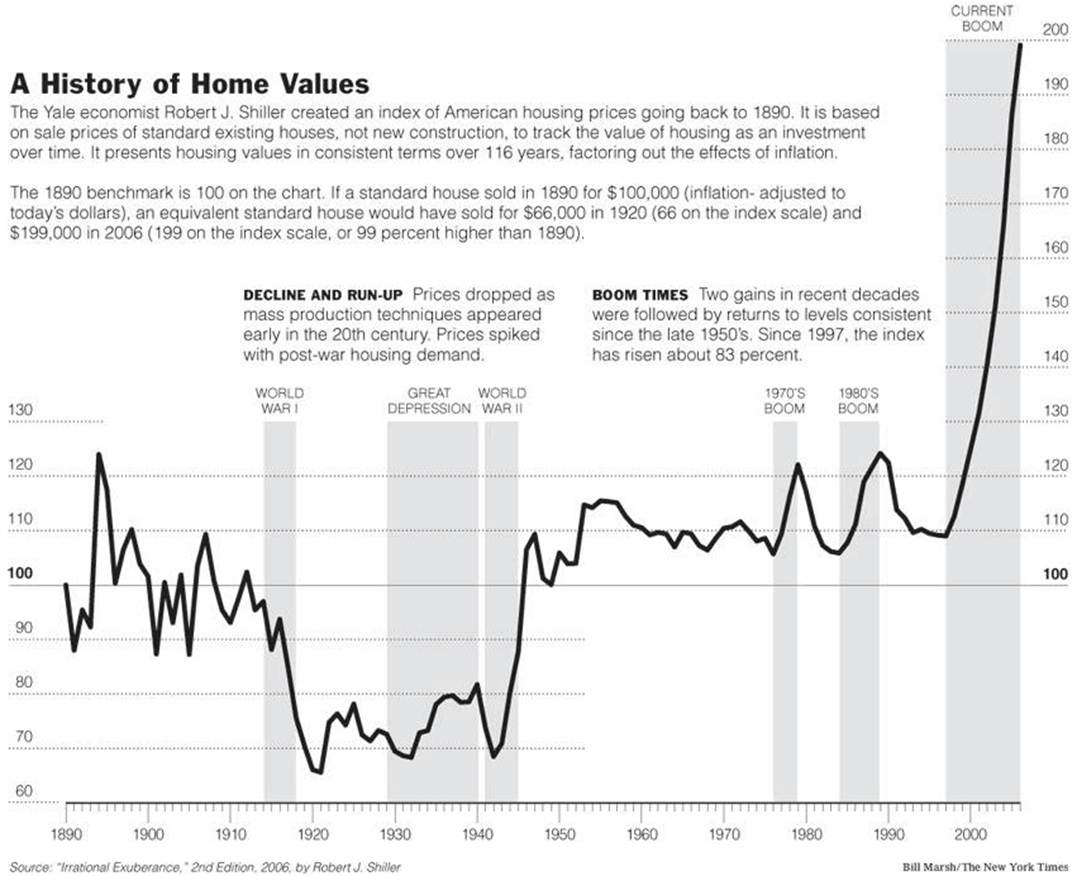 CURRENT
BOOM
200
A History of Home Values
The Yale economist Robert J. Shiller created an index of American housing prices going back to 1890. It is based
on sale prices of standard existing houses, not new construction, to track the value of housing as an investment
over time. It presents housing values in consistent terms over 116 years, factoring out the effects of inflation.
The 1890 benchmark is 100 on the chart. If a standard house sold in 1890 for $100,000 (inflation- adjusted to
today's dollars), an equivalent standard house would have sold for $66,000 in 1920 (66 on the index scale) and
$199,000 in 2006 (199 on the index scale, or 99 percent higher than 1890).
190
180
170
160
150
140
130
120
110
100
DECLINE AND RUN-UP Prices dropped as
mass production techniques appeared
early in the 20th century. Prices spiked
with post-war housing demand.
BOOM TIMES Two gains in recent decades
were followed by returns to levels consistent
since the late 1950's. Since 1997, the index
has risen about 83 percent.
WORLD
WAR I
GREAT
DEPRESSION
WORLD
WAR II
1970'S
BOOM
1980'S
BOOM
130
120
110
100
90
80
70
60
1890 1900 1910 1920 1930 1940 1950 1960 1970 1980 1990 2000
Source: "Irrational Exuberance," 2nd Edition, 2006, by Robert J. Shiller
Bill Marsh/The New York Times